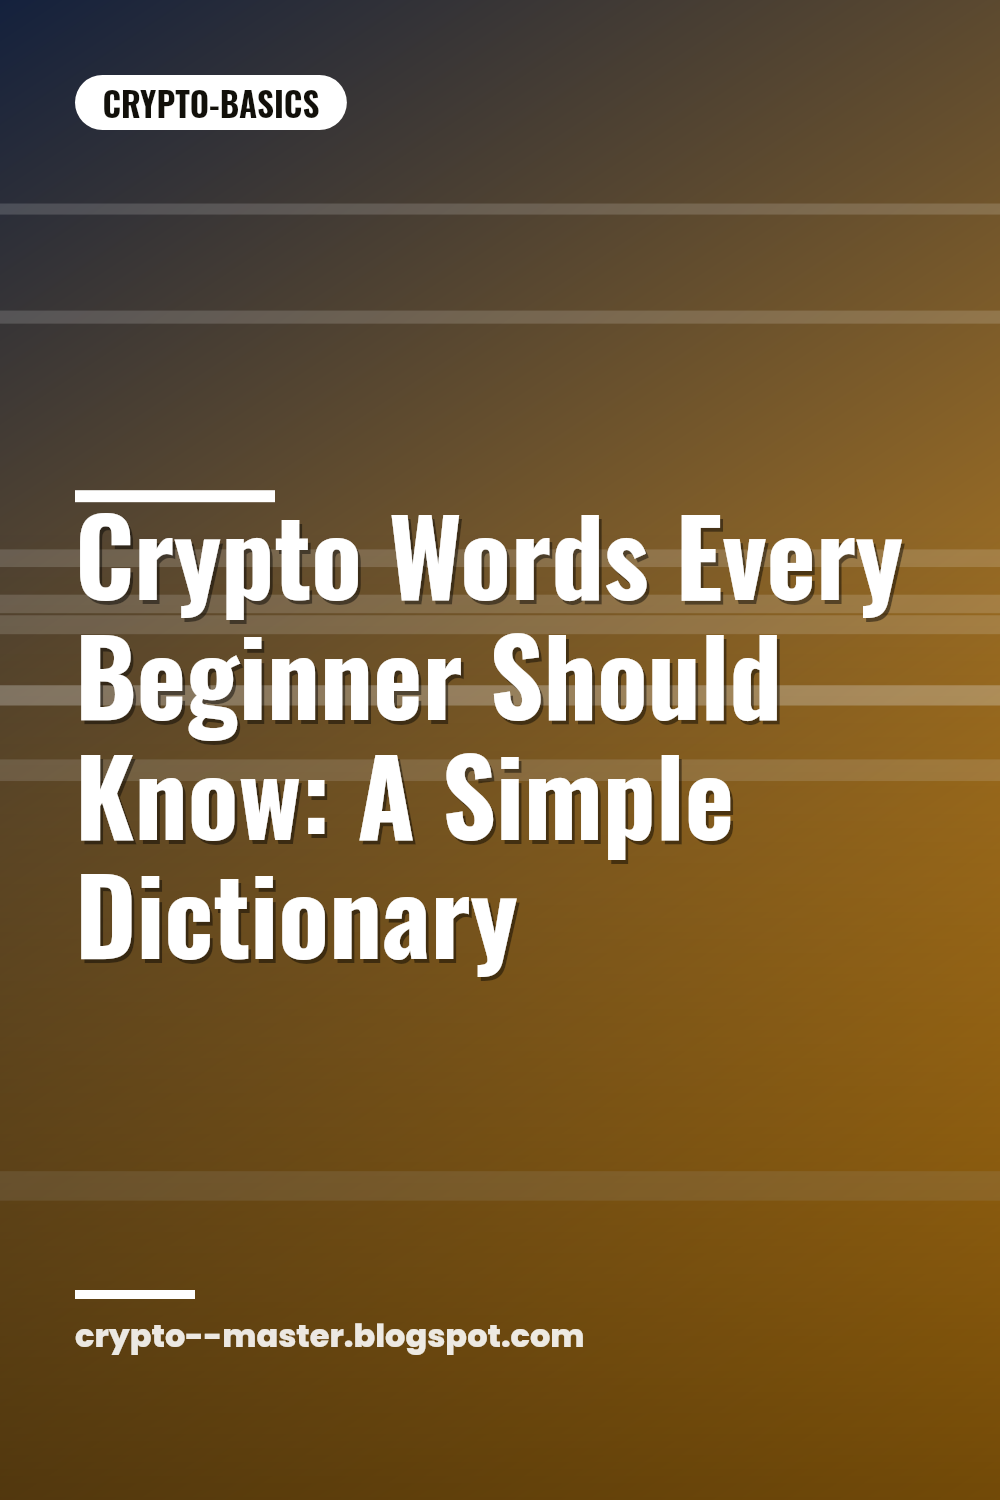 CRYPTO-BASICS
Crypto Words Every
Beginner Should
Know: A Simple
Dictionary
crypto--master.blogspot.com